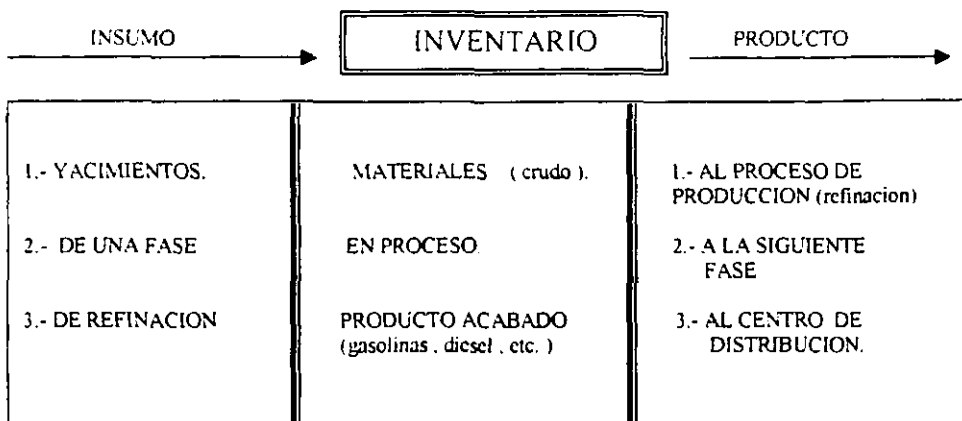 INSUMO
INVENTARIO
PRODUCTO
1.- YACIMIENTOS.
MATERIALES ( crudo ).
1.- AL PROCESO DE
PRODUCCION (refinacion)
2.- DE UNA FASE
EN PROCESO
2.- A LA SIGUIENTE
FASE
3.- DE REFINACION
PRODUCTO ACABADO
(gasolinas , diesel , etc. )
3.- AL CENTRO DE
DISTRIBUCION.